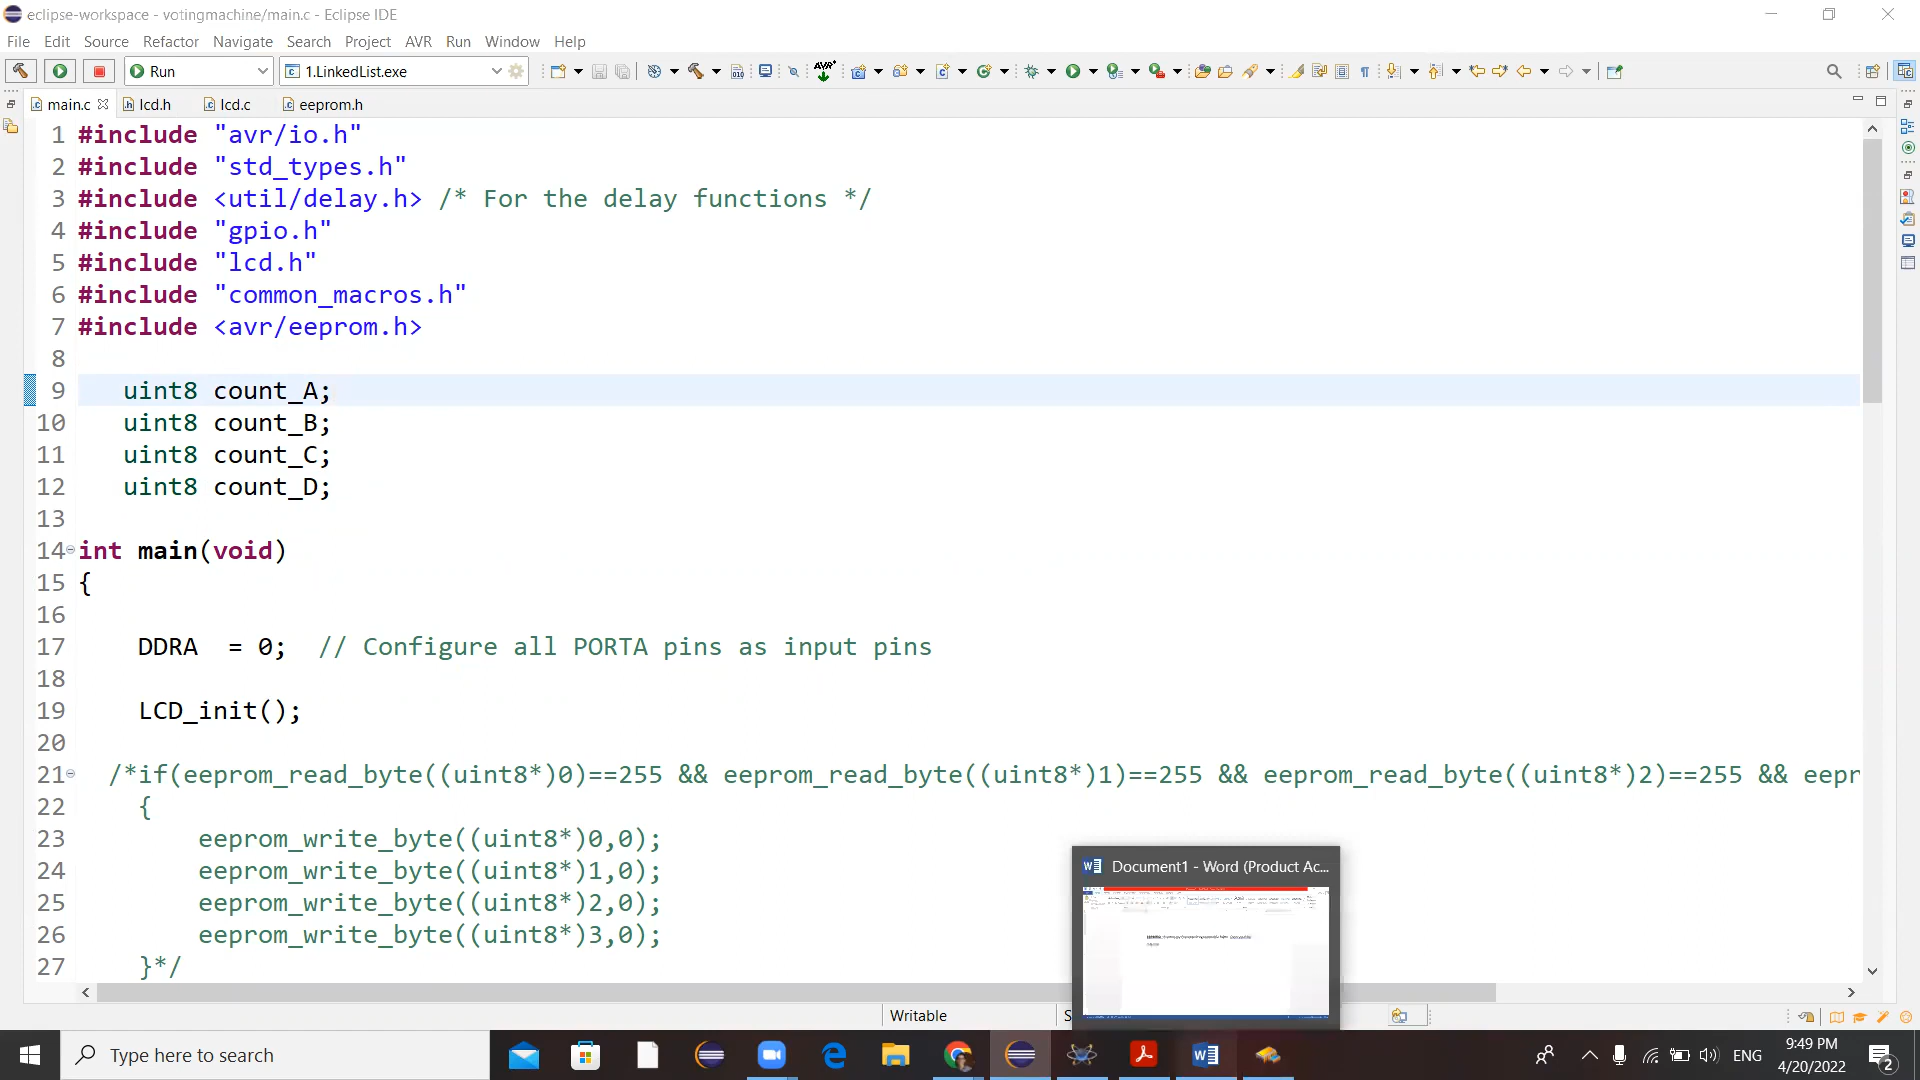 eclipse-workspace - votingmachine/main.c - Eclipse IDE
File Edit Source Refactor Navigate Search Project AVR Run Window Help
Run 1.LinkedList.exe
main.c lcd.h lcd.c eeprom.h
1 #include "avr/io.h"
2 #include "std_types.h"
3 #include <util/delay.h> /* For the delay functions */
4 #include "gpio.h"
5 #include "lcd.h"
6 #include "common_macros.h"
7 #include <avr/eeprom.h>
8
9 uint8 count_A;
10 uint8 count_B;
11 uint8 count_C;
12 uint8 count_D;
13
14 int main(void)
15 {
16
17 DDRA = 0; // Configure all PORTA pins as input pins
18
19 LCD_init();
20
21 /*if(eeprom_read_byte((uint8*)0)==255 && eeprom_read_byte((uint8*)1)==255 && eeprom_read_byte((uint8*)2)==255 && eepr
22 {
23 eeprom_write_byte((uint8*)0,0);
24 eeprom_write_byte((uint8*)1,0);
25 eeprom_write_byte((uint8*)2,0);
26 eeprom_write_byte((uint8*)3,0);
27 }*/
Document1 - Word (Product Ac...
Writable S
Type here to search
ENG
9:49 PM
4/20/2022
2